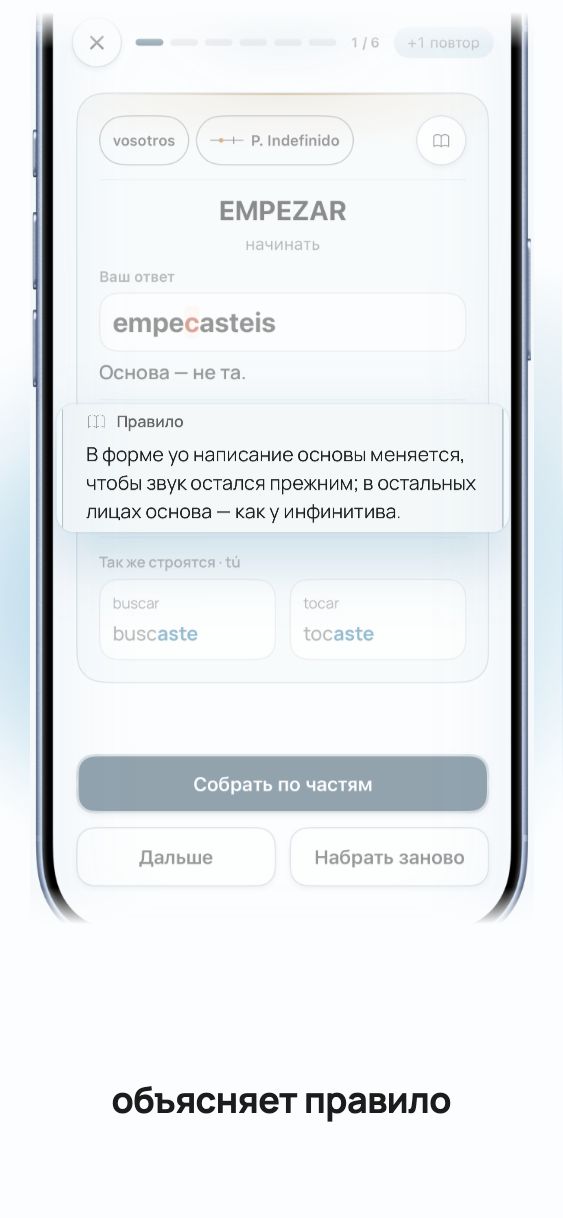 1 / 6
+1 повтор
vosotros
P. Indefinido
EMPEZAR
начинать
Ваш ответ
empecasteis
Основа — не та.
Правило
В форме yo написание основы меняется,
чтобы звук остался прежним; в остальных
лицах основа — как у инфинитива.
Так же строятся · tú
buscar
tocar
buscaste
tocaste
Собрать по частям
Дальше
Набрать заново
объясняет правило